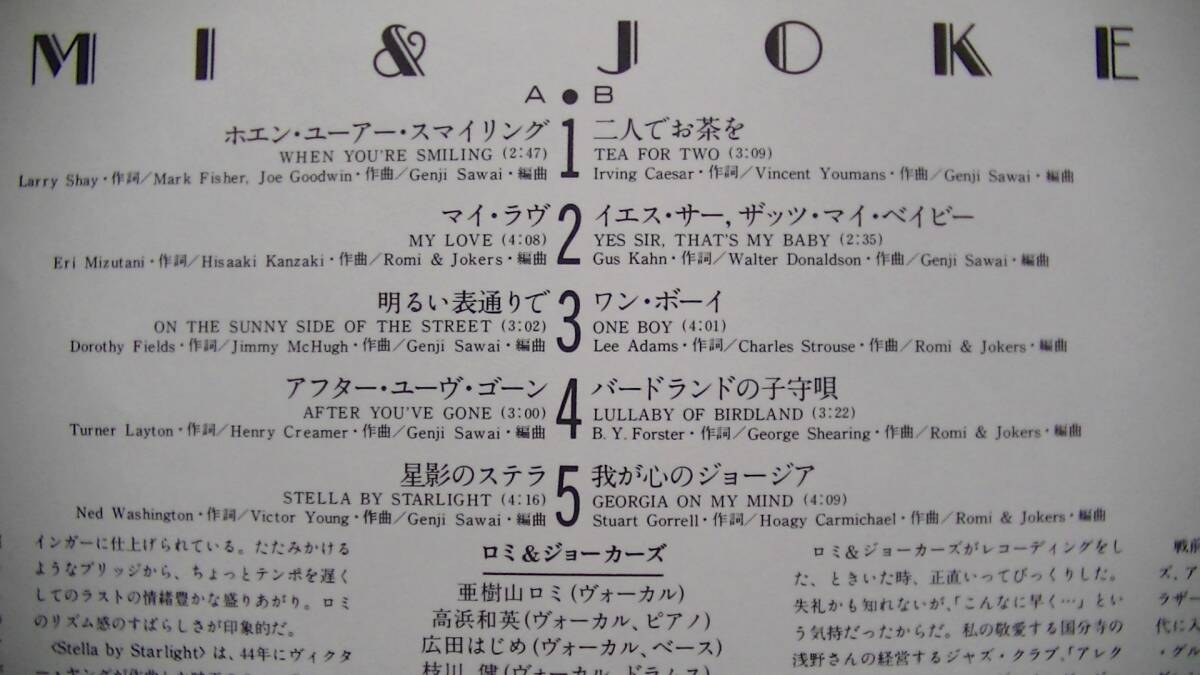 MI & JOKE
A ● B
1
ホエン・ユーアー・スマイリング
WHEN YOU'RE SMILING (2:47)
Larry Shay・作詞/Mark Fisher, Joe Goodwin・作曲/Genji Sawai・編曲
二人でお茶を
TEA FOR TWO (3:09)
Irving Caesar・作詞/Vincent Youmans・作曲/Genji Sawai・編曲
2
マイ・ラヴ
MY LOVE (4:08)
Eri Mizutani・作詞/Hisaaki Kanzaki・作曲/Romi & Jokers・編曲
イエス・サー,ザッツ・マイ・ベイビー
YES SIR, THAT'S MY BABY (2:35)
Gus Kahn・作詞/Walter Donaldson・作曲/Genji Sawai・編曲
3
明るい表通りで
ON THE SUNNY SIDE OF THE STREET (3:02)
Dorothy Fields・作詞/Jimmy McHugh・作曲/Genji Sawai・編曲
ワン・ボーイ
ONE BOY (4:01)
Lee Adams・作詞/Charles Strouse・作曲/Romi & Jokers・編曲
4
アフター・ユーヴ・ゴーン
AFTER YOU'VE GONE (3:00)
Turner Layton・作詞/Henry Creamer・作曲/Genji Sawai・編曲
バードランドの子守唄
LULLABY OF BIRDLAND (3:22)
B. Y. Forster・作詞/George Shearing・作曲/Romi & Jokers・編曲
5
星影のステラ
STELLA BY STARLIGHT (4:16)
Ned Washington・作詞/Victor Young・作曲/Genji Sawai・編曲
我が心のジョージア
GEORGIA ON MY MIND (4:09)
Stuart Gorrell・作詞/Hoagy Carmichael・作曲/Romi & Jokers・編曲
インガーに仕上げられている。たたみかける
ようなブリッジから、ちょっとテンポを遅く
してのラストの情緒豊かな盛りあがり。ロミ
のリズム感のすばらしさが印象的だ。
〈Stella by Starlight〉は、44年にヴィクタ
ロミ&ジョーカーズ
亜樹山ロミ(ヴォーカル)
高浜和英(ヴォーカル、ピアノ)
広田はじめ(ヴォーカル、ベース)
枝川 健(ヴォーカル、ドラムス)
ロミ&ジョーカーズがレコーディングをし
た、ときいた時、正直いってびっくりした。
失礼かも知れないが、「こんなに早く…」とい
う気持だったからだ。私の敬愛する国分寺の
浅野さんの経営するジャズ・クラブ、「アレク
戦前
ズ、ア
ラザー
代に入
・グル